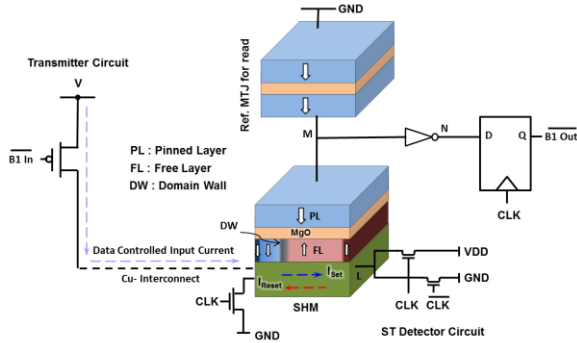 GND
Transmitter Circuit
V
Ref. MTJ for read
B1 In
PL : Pinned Layer
FL : Free Layer
DW : Domain Wall
M
N
D
Q
B1 Out
CLK
DW
PL
MgO
FL
Data Controlled Input Current
Cu- Interconnect
I Set
I Reset
L
VDD
GND
CLK
CLK
CLK
GND
SHM
ST Detector Circuit